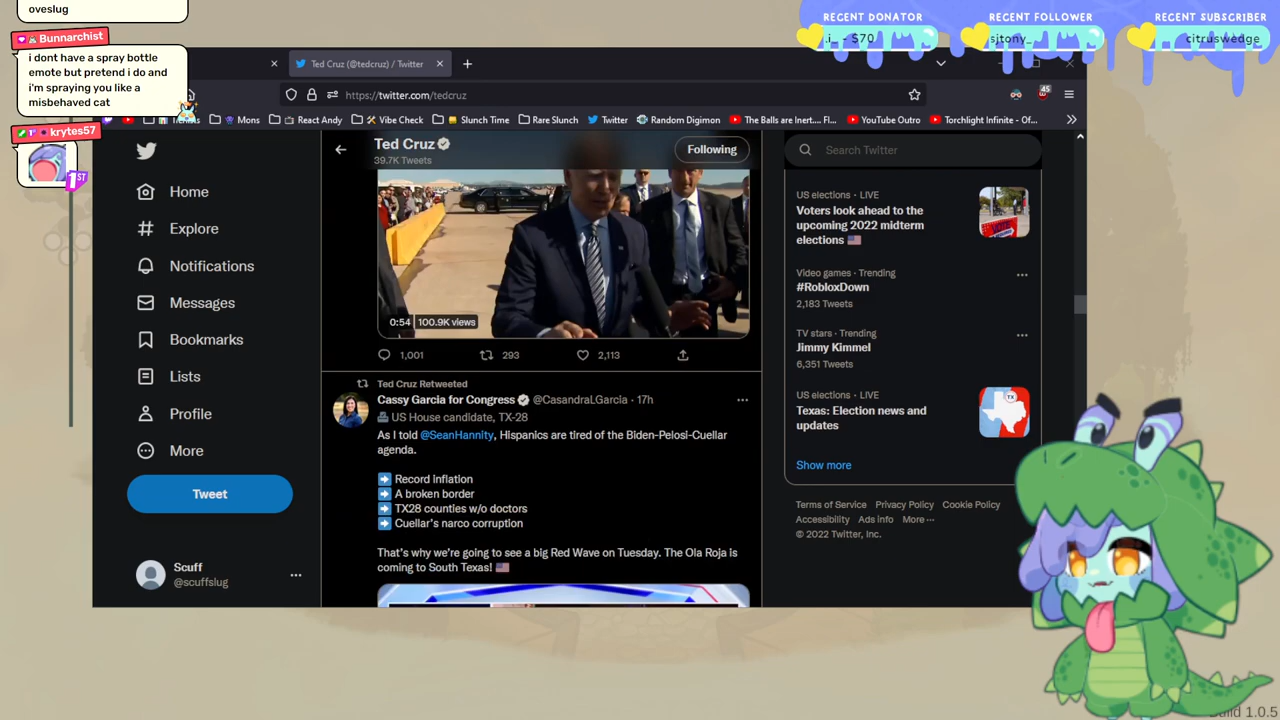 oveslug
Bunnarchist
i dont have a spray bottle
emote but pretend i do and
i'm spraying you like a
misbehaved cat
krytes57
1ST
RECENT DONATOR
.i_ - $70
RECENT FOLLOWER
sjtony_
RECENT SUBSCRIBER
citruswedge
Ted Cruz (@tedcruz) / Twitter
https://twitter.com/tedcruz
45
Mons
React Andy
Vibe Check
Slunch Time
Rare Slunch
Twitter
Random Digimon
The Balls are Inert... Fl...
YouTube Outro
Torchlight Infinite - Of...
Home
Explore
Notifications
Messages
Bookmarks
Lists
Profile
More
Tweet
Scuff
@scuffslug
Ted Cruz
39.7K Tweets
Following
0:54
100.9K views
1,001
293
2,113
Ted Cruz Retweeted
Cassy Garcia for Congress @CasandraLGarcia · 17h
US House candidate, TX-28
As I told @SeanHannity, Hispanics are tired of the Biden-Pelosi-Cuellar
agenda.
➡️ Record inflation
➡️ A broken border
➡️ TX28 counties w/o doctors
➡️ Cuellar's narco corruption
That's why we're going to see a big Red Wave on Tuesday. The Ola Roja is
coming to South Texas! 🇺🇸
Search Twitter
US elections · LIVE
Voters look ahead to the
upcoming 2022 midterm
elections 🇺🇸
Video games · Trending
#RobloxDown
2,183 Tweets
TV stars · Trending
Jimmy Kimmel
6,351 Tweets
US elections · LIVE
Texas: Election news and
updates
TX
Show more
Terms of Service Privacy Policy Cookie Policy
Accessibility Ads info More ···
© 2022 Twitter, Inc.
Build 1.0.5